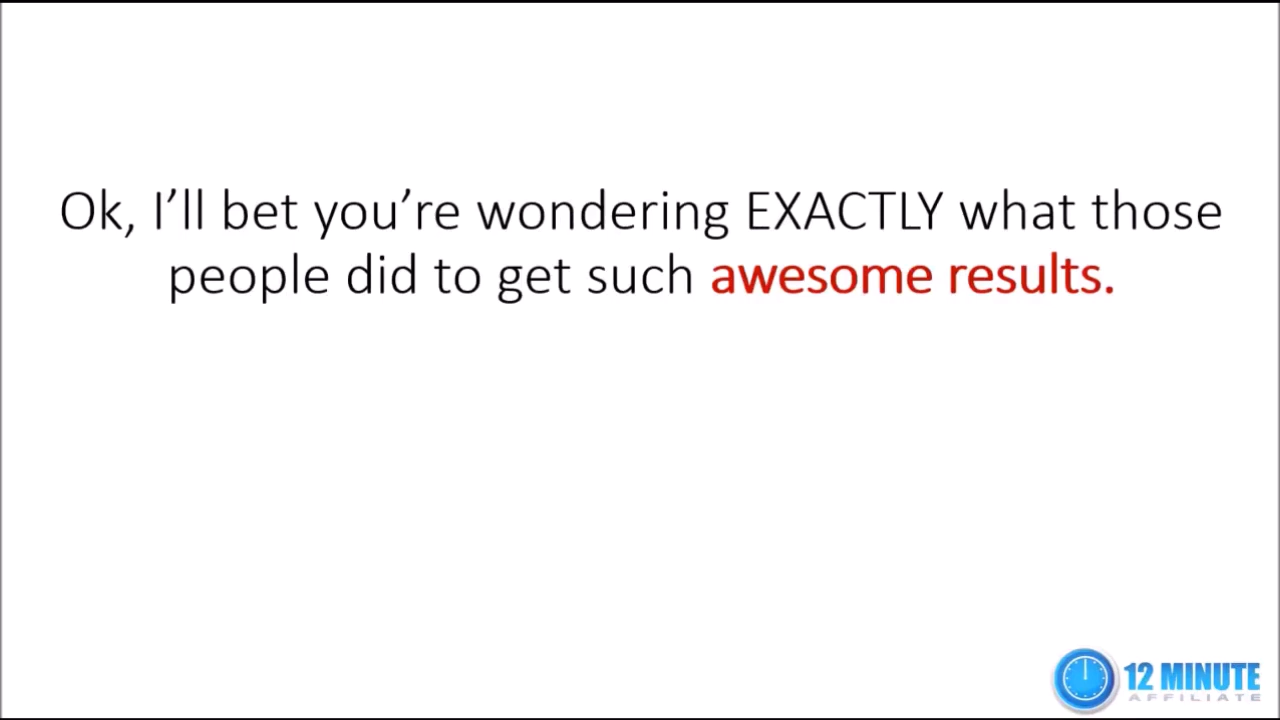 Ok, I’ll bet you’re wondering EXACTLY what those
people did to get such awesome results.
12 MINUTE
AFFILIATE